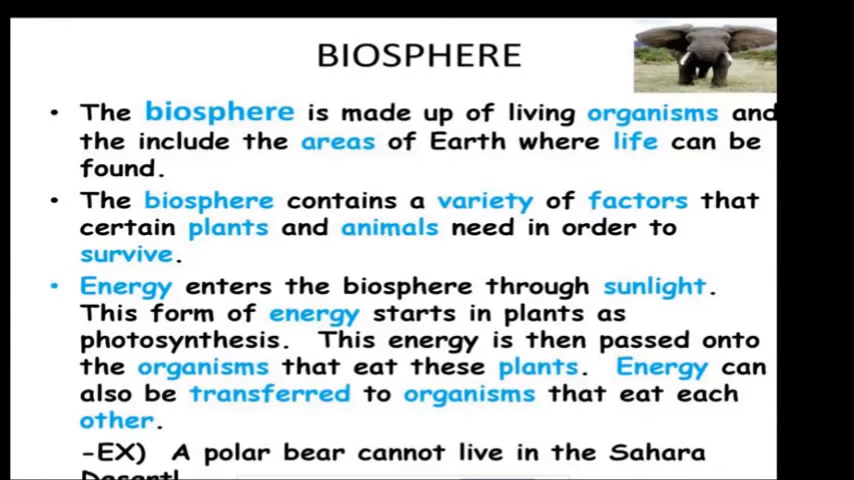 BIOSPHERE
• The biosphere is made up of living organisms and
the include the areas of Earth where life can be
found.
• The biosphere contains a variety of factors that
certain plants and animals need in order to
survive.
• Energy enters the biosphere through sunlight.
This form of energy starts in plants as
photosynthesis. This energy is then passed onto
the organisms that eat these plants. Energy can
also be transferred to organisms that eat each
other.
-EX) A polar bear cannot live in the Sahara